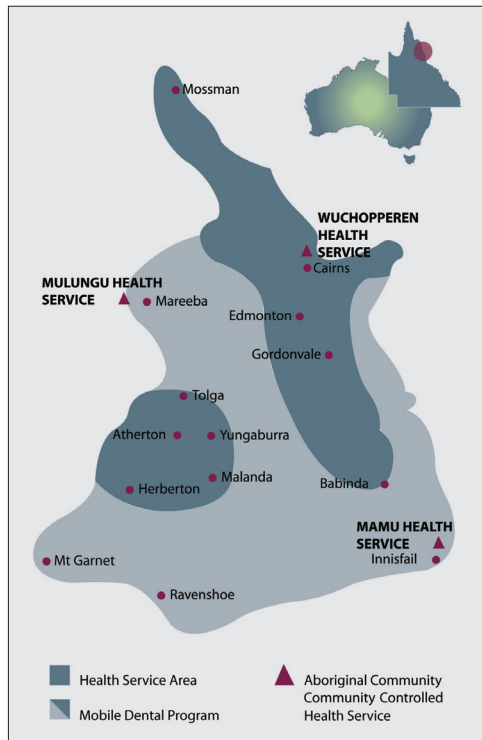 Mossman
WUCHOPPEREN
HEALTH
SERVICE
Cairns
MULUNGU HEALTH
SERVICE
Mareeba
Edmonton
Gordonvale
Tolga
Atherton
Yungaburra
Malanda
Herberton
Babinda
MAMU HEALTH
SERVICE
Innisfail
Mt Garnet
Ravenshoe
Health Service Area
Mobile Dental Program
Aboriginal Community
Community Controlled
Health Service